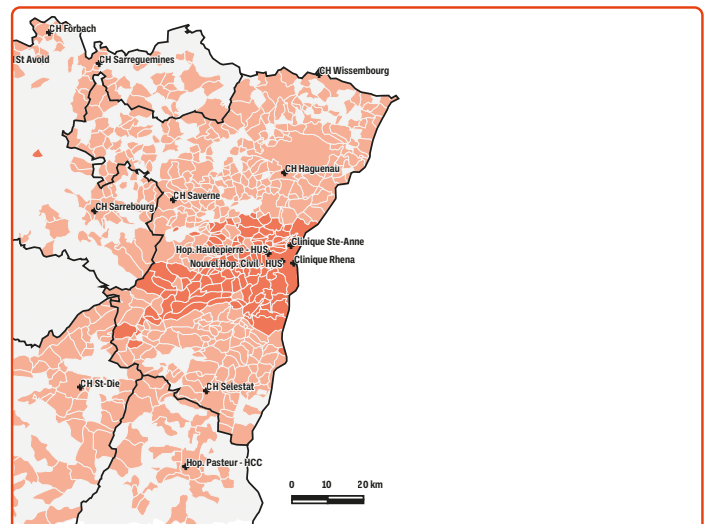 CH Forbach
St Avold
CH Sarreguemines
CH Wissembourg
CH Haguenau
CH Saverne
CH Sarrebourg
Clinique Ste-Anne
Hop. Hautepierre - HUS
Nouvel Hop. Civil - HUS
Clinique Rhena
CH St-Die
CH Selestat
Hop. Pasteur - HCC
0 10 20 km